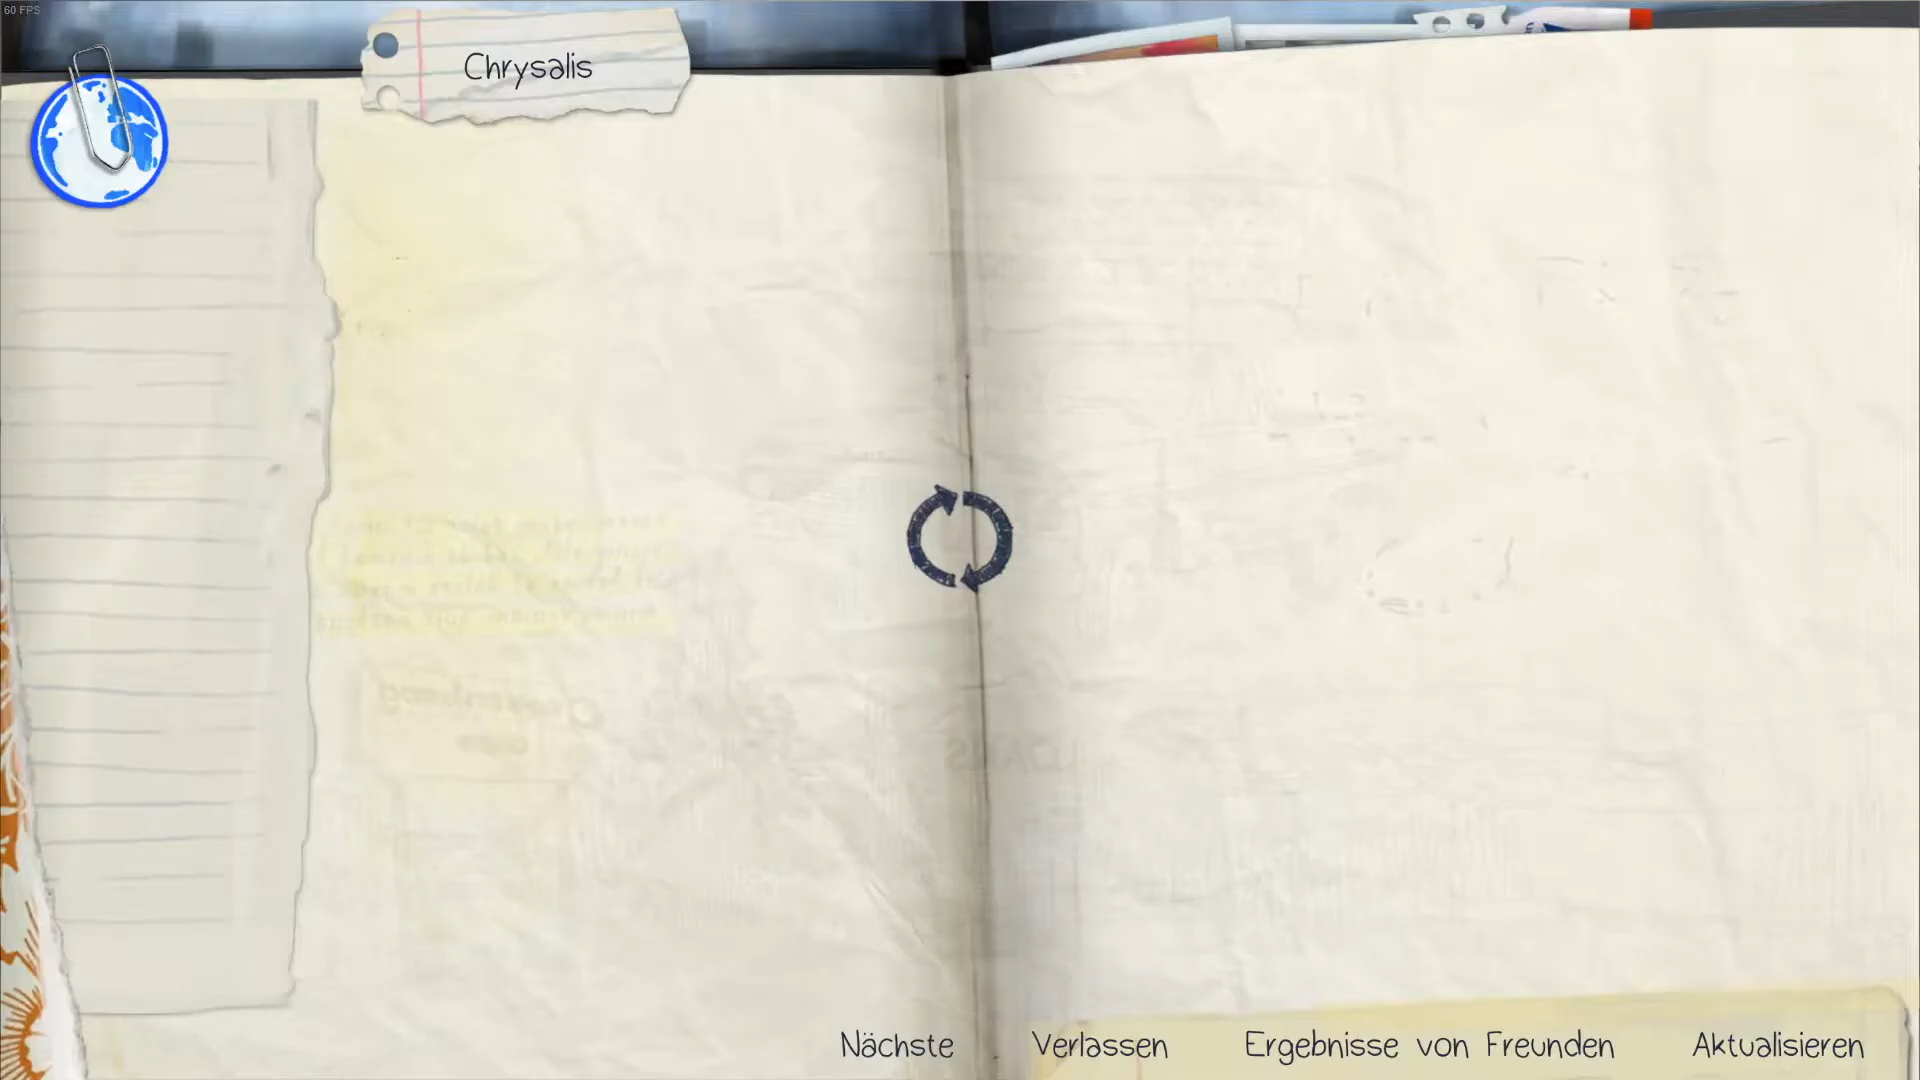 60 FPS
Chrysalis
Nächste Verlassen Ergebnisse von Freunden Aktualisieren